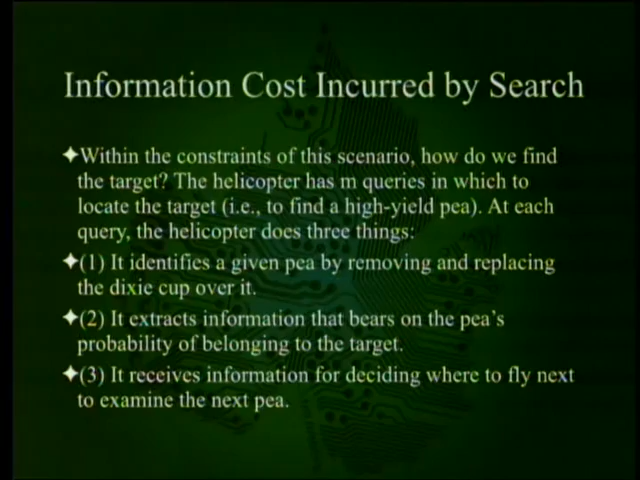 Information Cost Incurred by Search
✦Within the constraints of this scenario, how do we find
the target? The helicopter has m queries in which to
locate the target (i.e., to find a high-yield pea). At each
query, the helicopter does three things:
✦(1) It identifies a given pea by removing and replacing
the dixie cup over it.
✦(2) It extracts information that bears on the pea's
probability of belonging to the target.
✦(3) It receives information for deciding where to fly next
to examine the next pea.